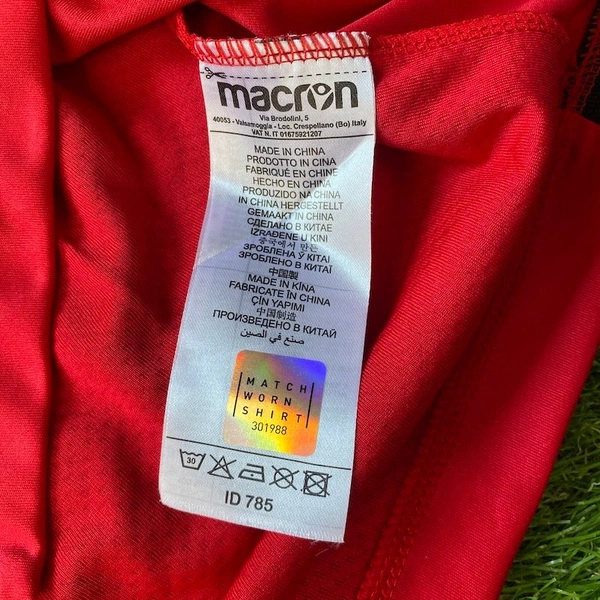 macron
Via Brodolini, 5
40053 - Valsamoggia - Loc. Crespellano (Bo) Italy
VAT N. IT 01675921207
MADE IN CHINA
PRODOTTO IN CINA
FABRIQUÉ EN CHINE
HECHO EN CHINA
PRODUZIDO NA CHINA
IN CHINA HERGESTELLT
GEMAAKT IN CHINA
СДЕЛАНО В КИТАЕ
IZRAĐENE U KINI
중국에서 만든
ЗРОБЛЕНА У КІТАІ
ЗРОБЛЕНО В КИТАЇ
中国製
MADE IN KÍNA
FABRICATE ÎN CHINA
ÇİN YAPIMI
中国制造
ПРОИЗВЕДЕНО В КИТАЙ
صنع في الصين
MATCH
WORN
SHIRT
301988
30
ID 785